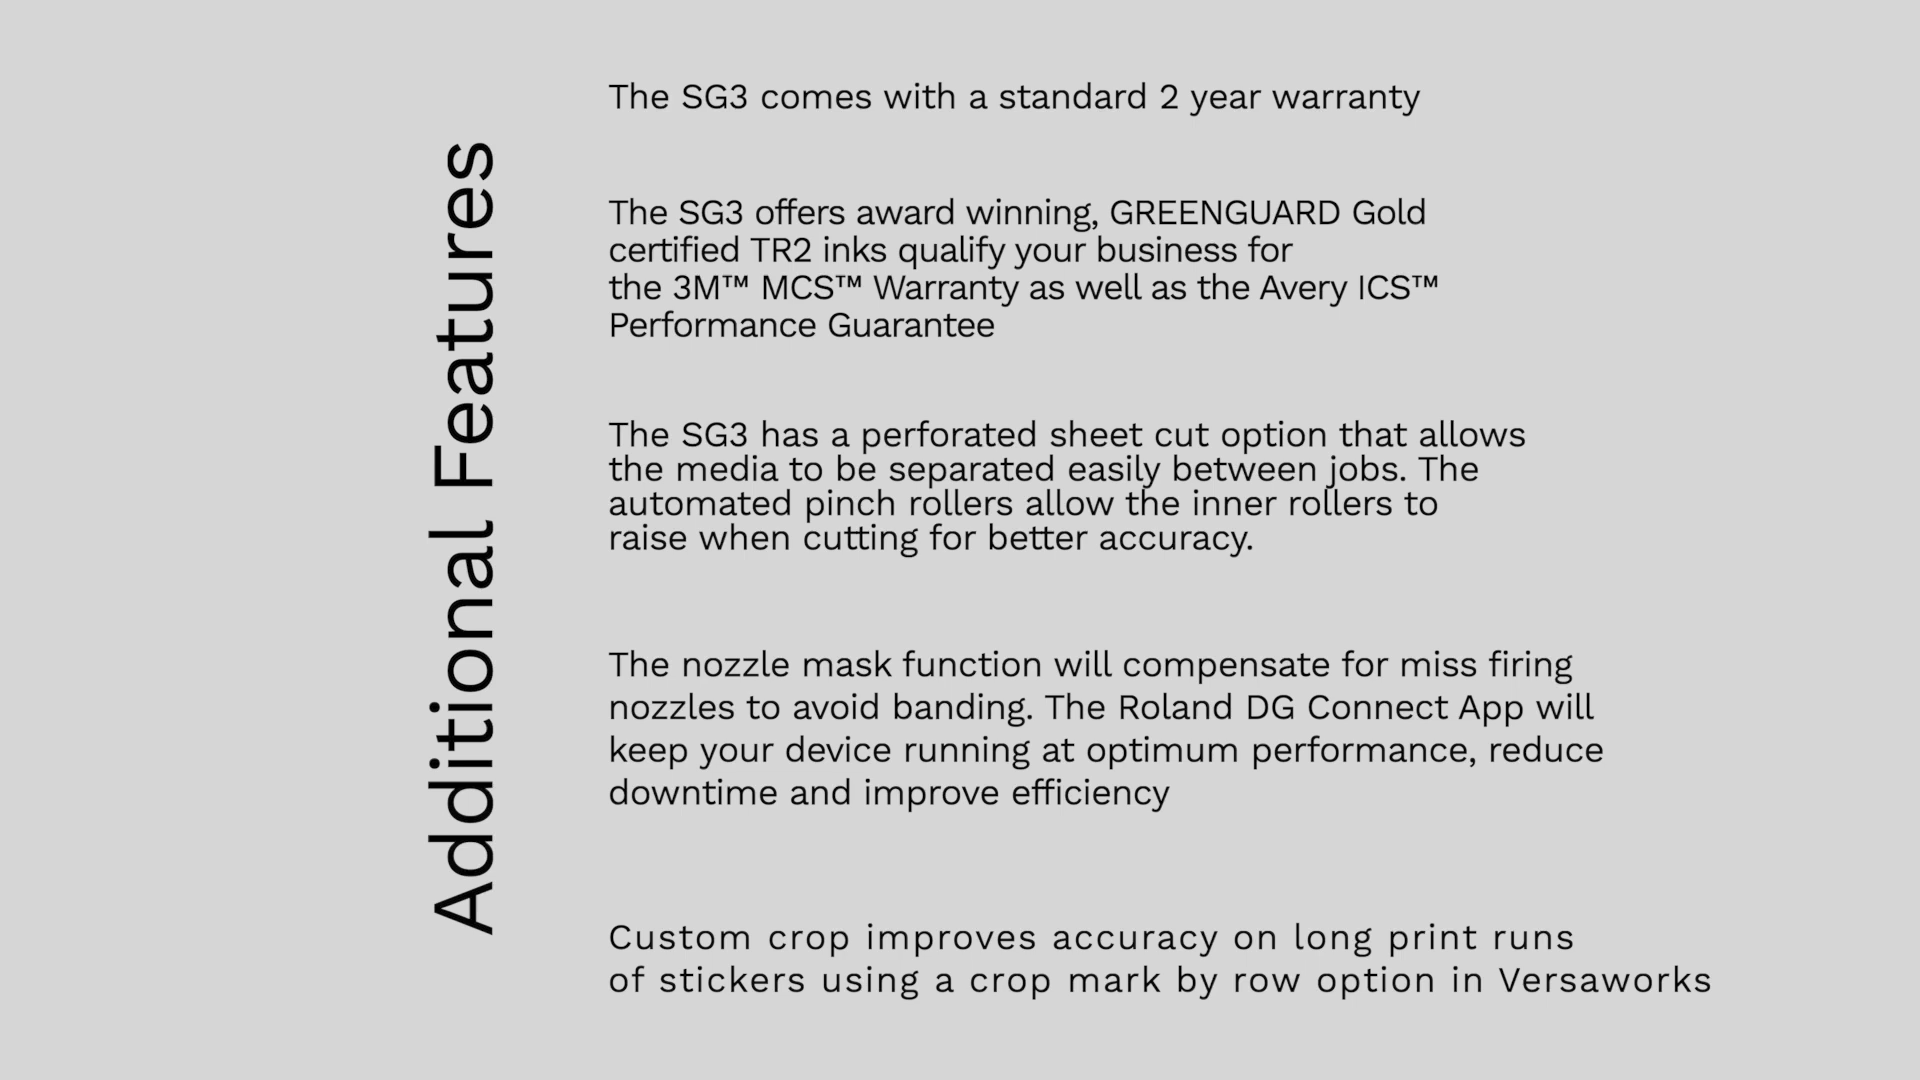 Additional Features
The SG3 comes with a standard 2 year warranty
The SG3 offers award winning, GREENGUARD Gold
certified TR2 inks qualify your business for
the 3M™ MCS™ Warranty as well as the Avery ICS™
Performance Guarantee
The SG3 has a perforated sheet cut option that allows
the media to be separated easily between jobs. The
automated pinch rollers allow the inner rollers to
raise when cutting for better accuracy.
The nozzle mask function will compensate for miss firing
nozzles to avoid banding. The Roland DG Connect App will
keep your device running at optimum performance, reduce
downtime and improve efficiency
Custom crop improves accuracy on long print runs
of stickers using a crop mark by row option in Versaworks